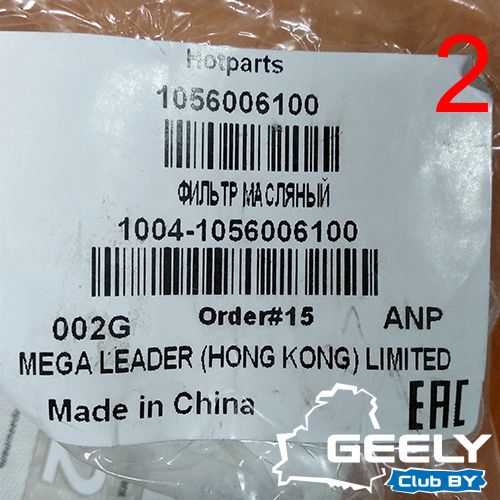 Hotparts
2
1056006100
ФИЛЬТР МАСЛЯНЫЙ
1004-1056006100
002G Order#15 ANP
MEGA LEADER (HONG KONG) LIMITED
Made in China EAC
GEELY
Club BY